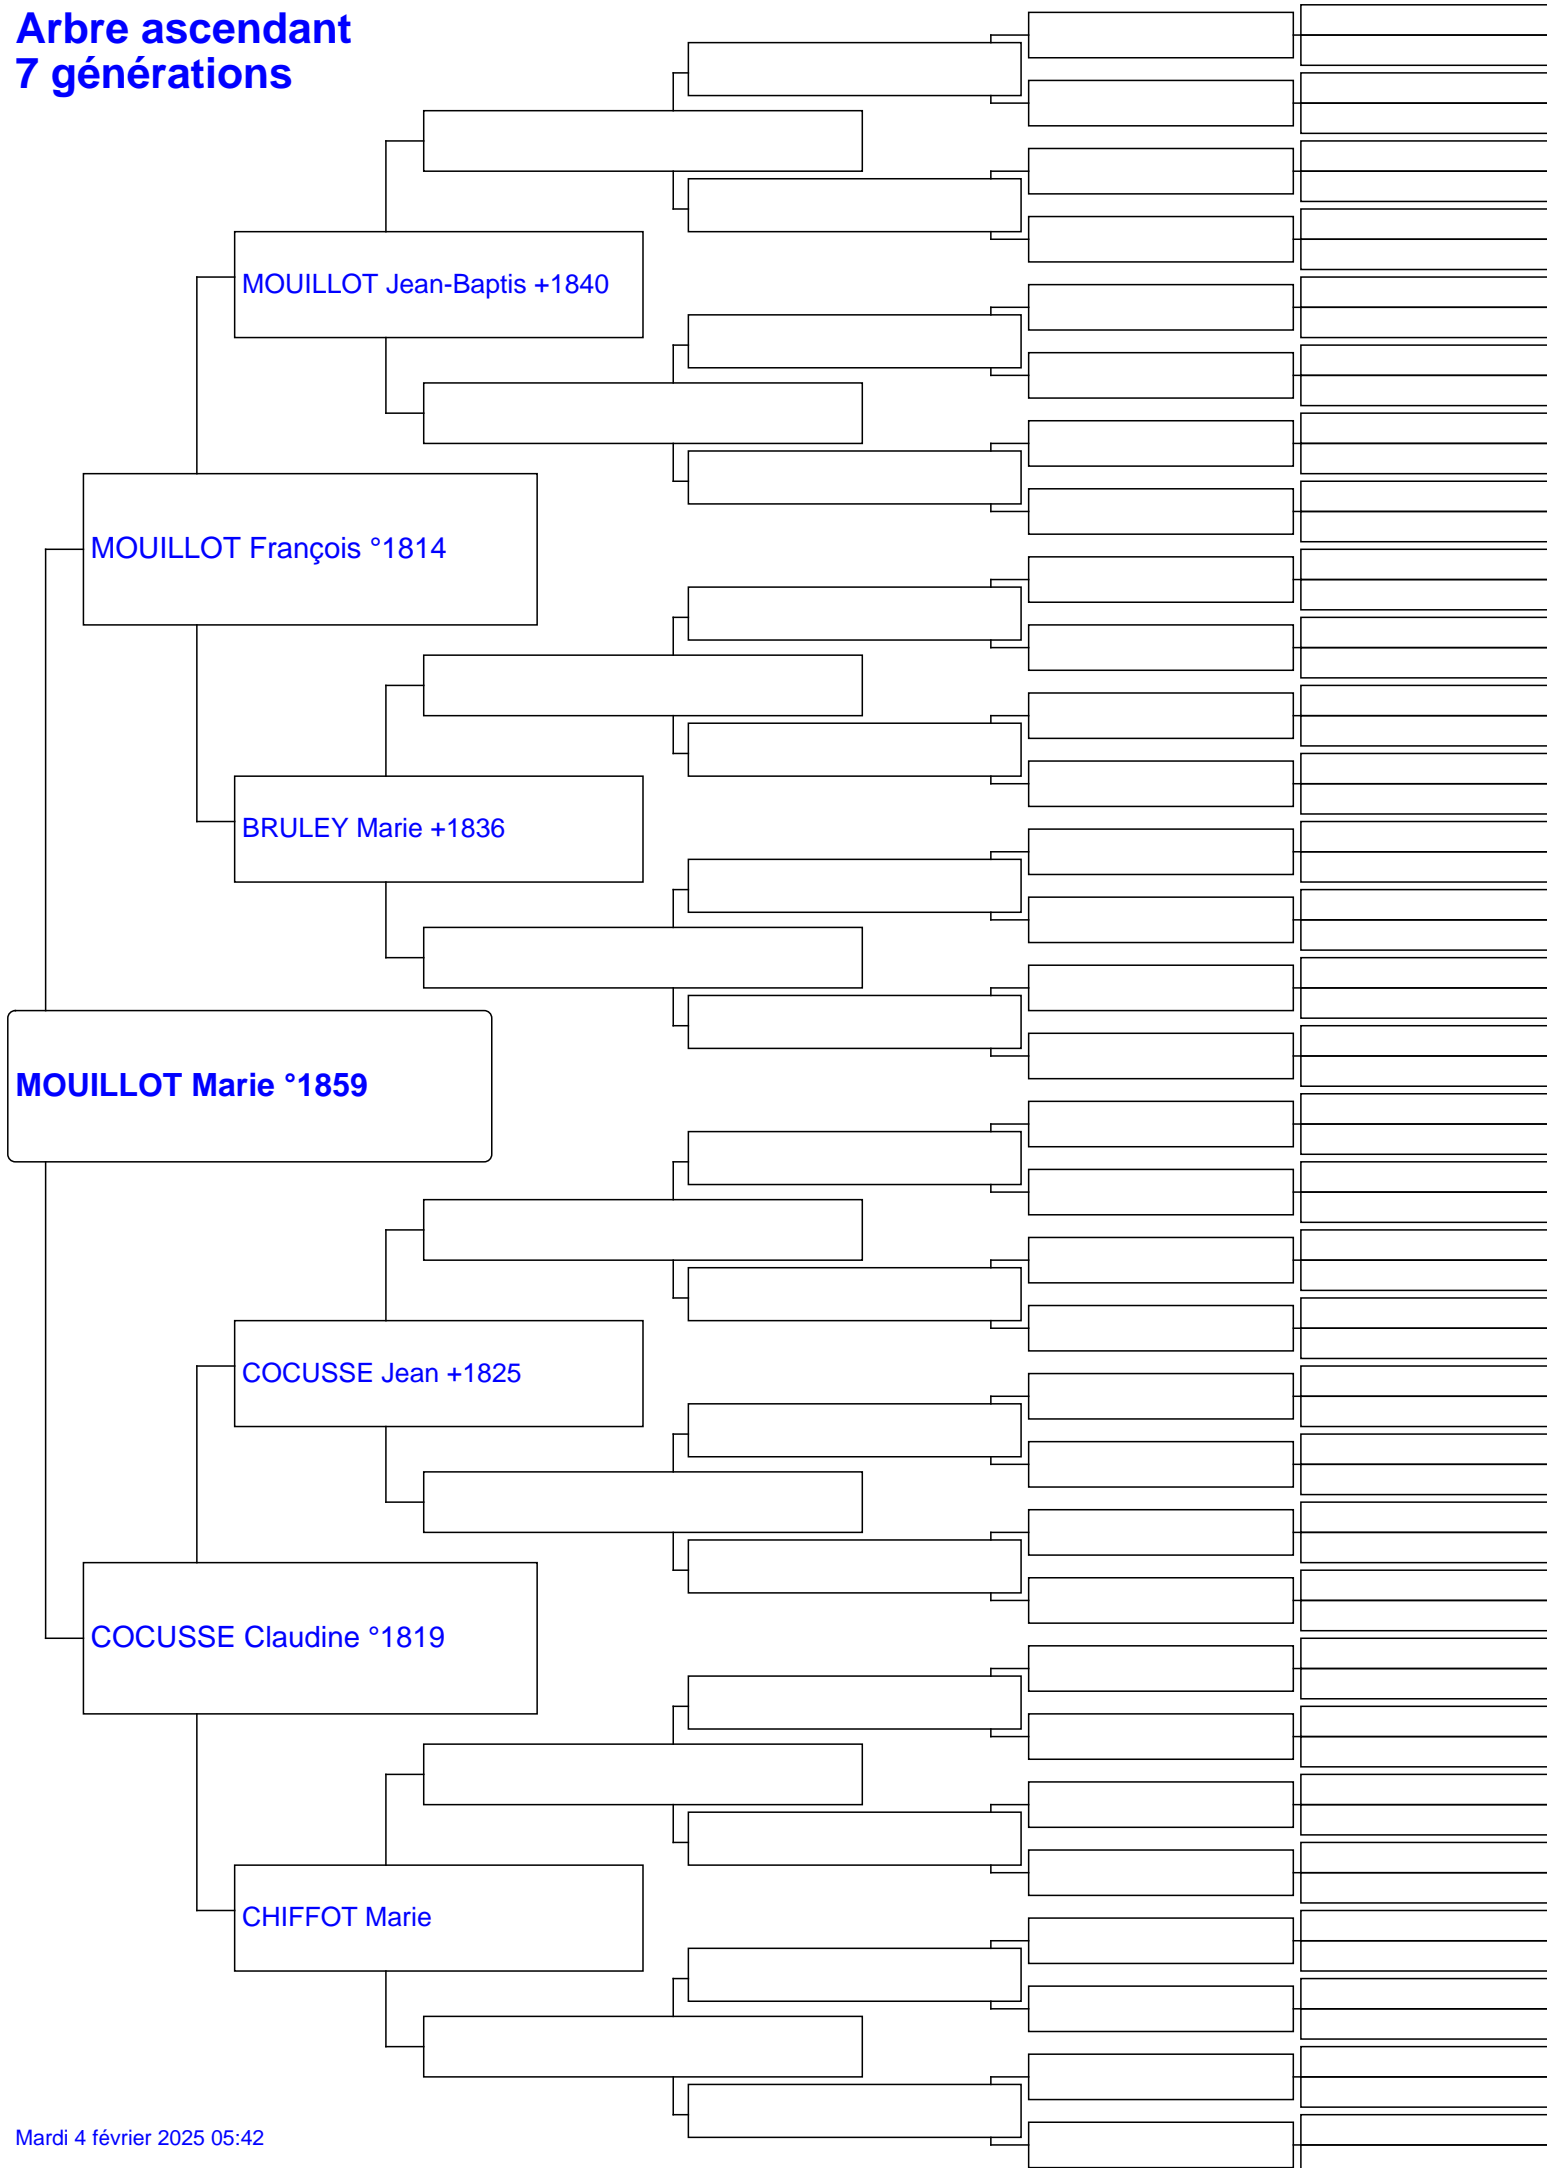 Arbre ascendant
7 générations
MOUILLOT Jean-Baptis +1840
MOUILLOT François °1814
BRULEY Marie +1836
MOUILLOT Marie °1859
COCUSSE Jean +1825
COCUSSE Claudine °1819
CHIFFOT Marie
Mardi 4 février 2025 05:42